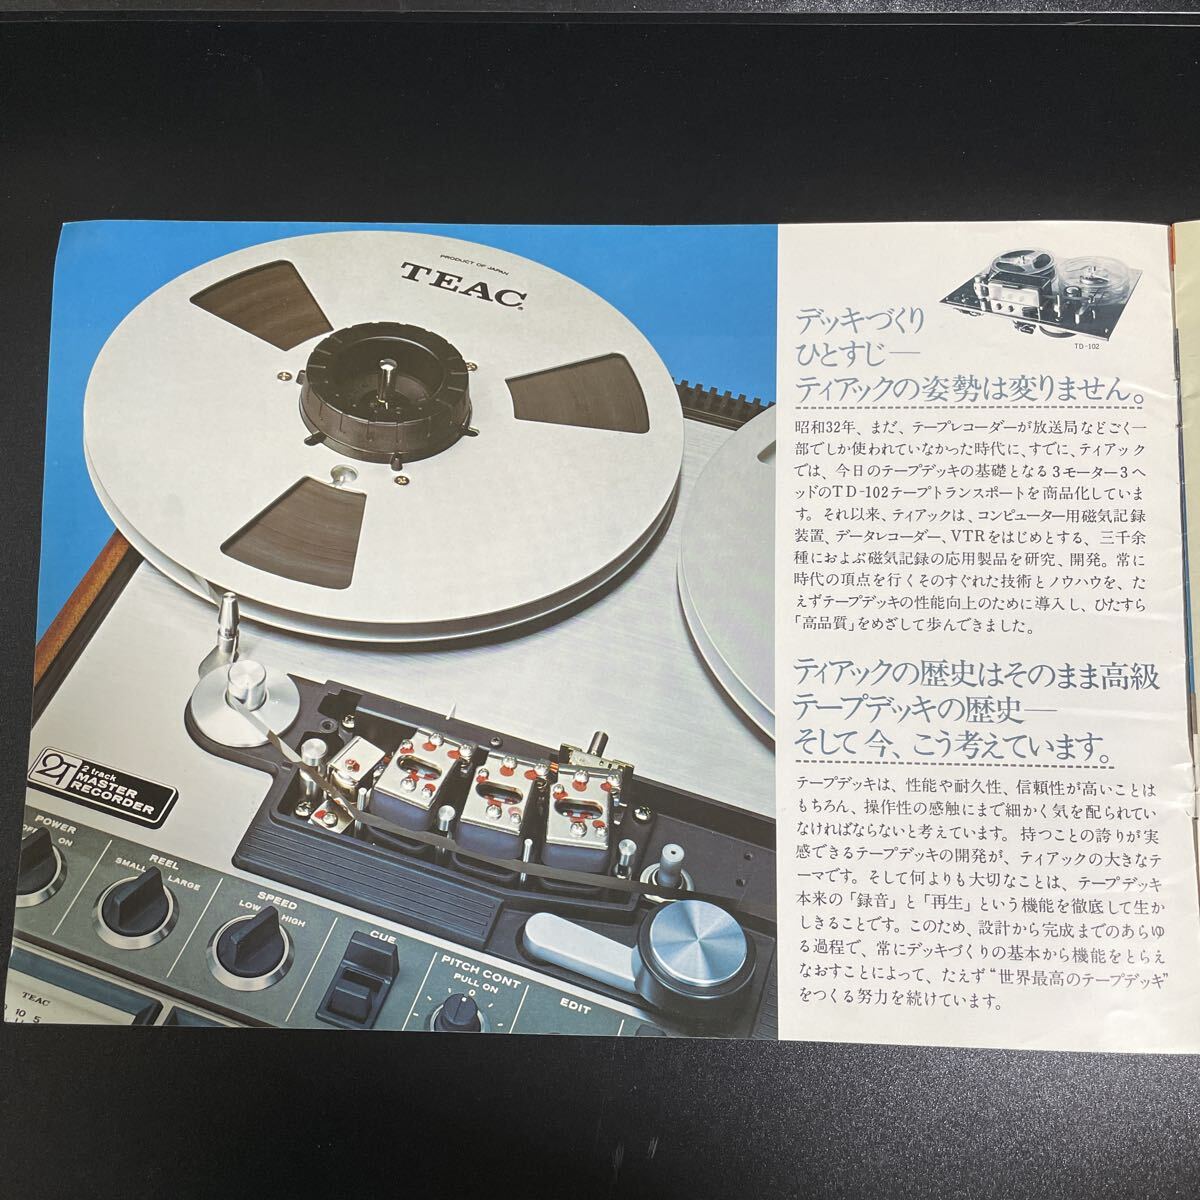 PRODUCT OF JAPAN
TEAC
2T
2 track
MASTER
RECORDER
POWER
OFF
ON
REEL
SMALL
LARGE
SPEED
LOW
HIGH
CUE
PITCH CONT
PULL ON
0
EDIT
TEAC
10 5
TD-102
デッキづくり
ひとすじ―
ティアックの姿勢は変りません。
昭和32年、まだ、テープレコーダーが放送局などごく一
部でしか使われていなかった時代に、すでに、ティアック
では、今日のテープデッキの基礎となる3モーター3ヘ
ッドのTD-102テープトランスポートを商品化していま
す。それ以来、ティアックは、コンピューター用磁気記録
装置、データレコーダー、VTRをはじめとする、三千余
種におよぶ磁気記録の応用製品を研究、開発。常に
時代の頂点を行くそのすぐれた技術とノウハウを、た
えずテープデッキの性能向上のために導入し、ひたすら
「高品質」をめざして歩んできました。
ティアックの歴史はそのまま高級
テープデッキの歴史―
そして今、こう考えています。
テープデッキは、性能や耐久性、信頼性が高いことは
もちろん、操作性の感触にまで細かく気を配られてい
なければならないと考えています。持つことの誇りが実
感できるテープデッキの開発が、ティアックの大きなテ
ーマです。そして何よりも大切なことは、テープデッキ
本来の「録音」と「再生」という機能を徹底して生か
しきることです。このため、設計から完成までのあらゆ
る過程で、常にデッキづくりの基本から機能をとらえ
なおすことによって、たえず“世界最高のテープデッキ”
をつくる努力を続けています。